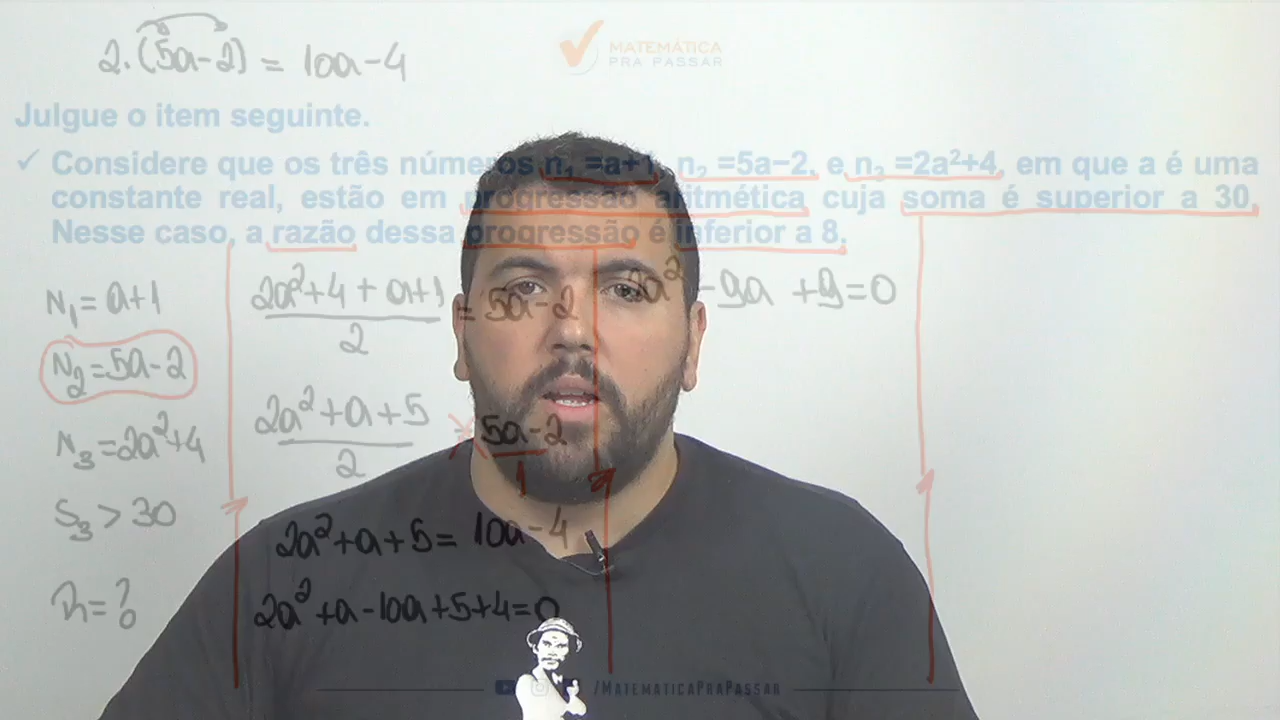 2.(5a-2) = 10a-4
MATEMÁTICA
PRA PASSAR
Julgue o item seguinte.
✓ Considere que os três números n₁ =a+1, n₂ =5a−2, e n₃ =2a²+4, em que a é uma
constante real, estão em progressão aritmética cuja soma é superior a 30.
Nesse caso, a razão dessa progressão é inferior a 8.
N₁ = a+1
N₂ = 5a-2
N₃ = 2a²+4
S₃ > 30
R = ?
2a²+4+a+1 / 2 = 5a-2
2a²+a+5 / 2 = 5a-2 / 1
2a²+a+5 = 10a-4
2a²+a-10a+5+4=0
2a²-9a+9=0
/MATEMATICAPRAPASSAR